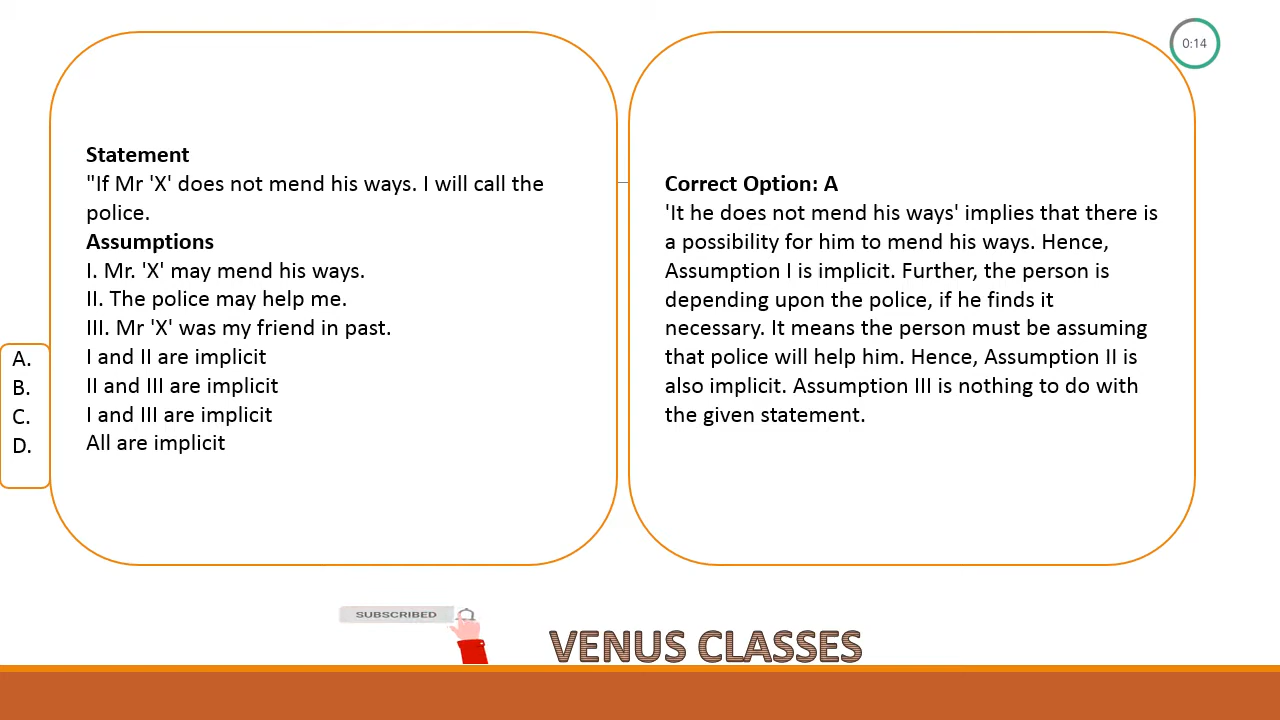 0:14
Statement
"If Mr 'X' does not mend his ways. I will call the
police.
Assumptions
I. Mr. 'X' may mend his ways.
II. The police may help me.
III. Mr 'X' was my friend in past.
A. I and II are implicit
B. II and III are implicit
C. I and III are implicit
D. All are implicit
Correct Option: A
'It he does not mend his ways' implies that there is
a possibility for him to mend his ways. Hence,
Assumption I is implicit. Further, the person is
depending upon the police, if he finds it
necessary. It means the person must be assuming
that police will help him. Hence, Assumption II is
also implicit. Assumption III is nothing to do with
the given statement.
SUBSCRIBED
VENUS CLASSES